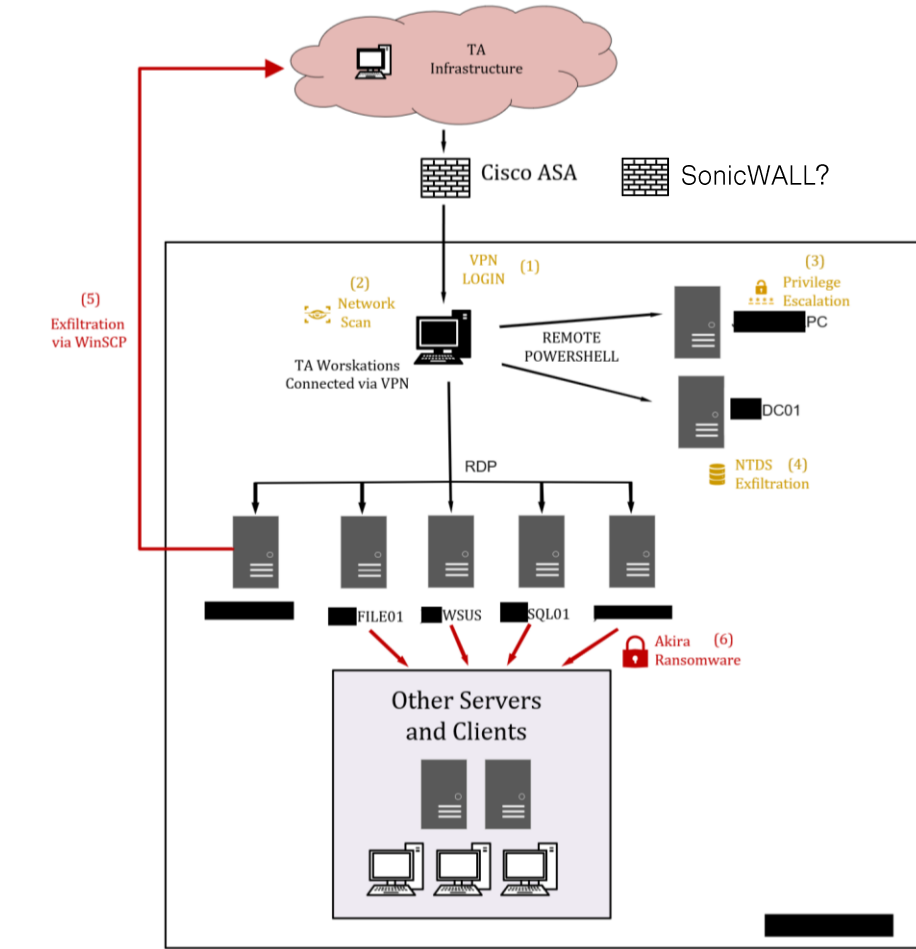 TA
Infrastructure
Cisco ASA
SonicWALL?
VPN
LOGIN
(1)
(2)
Network
Scan
(3)
Privilege
Escalation
(5)
Exfiltration
via WinSCP
PC
REMOTE
POWERSHELL
TA Worskations
Connected via VPN
DC01
RDP
NTDS (4)
Exfiltration
FILE01
WSUS
SQL01
Akira (6)
Ransomware
Other Servers
and Clients